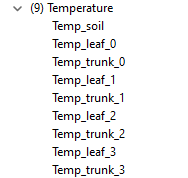 (9) Temperature
Temp_soil
Temp_leaf_0
Temp_trunk_0
Temp_leaf_1
Temp_trunk_1
Temp_leaf_2
Temp_trunk_2
Temp_leaf_3
Temp_trunk_3